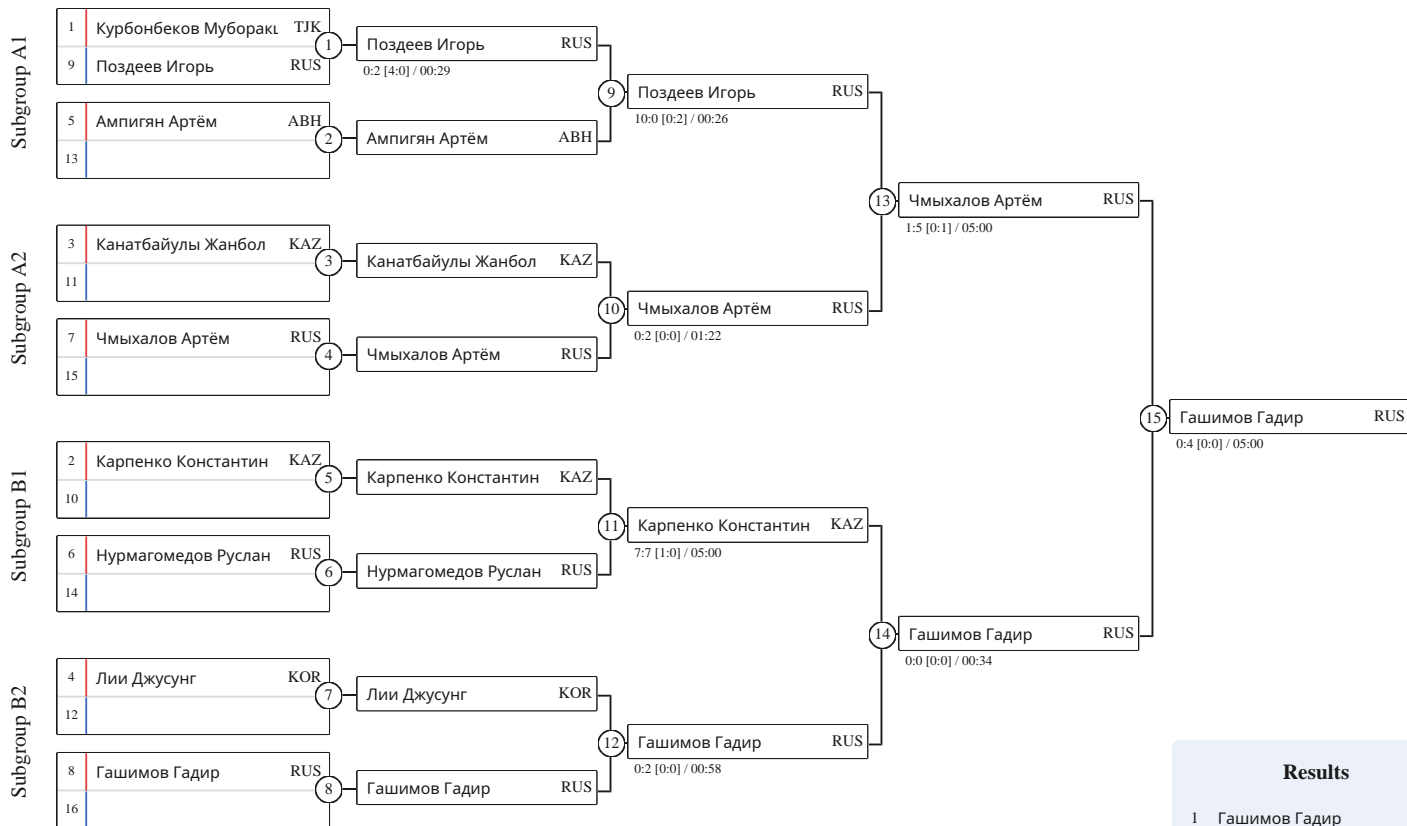 Subgroup A1
1 Курбонбеков Муборакш TJK
9 Поздеев Игорь RUS
1
5 Ампигян Артём ABH
13
2
Поздеев Игорь RUS
0:2 [4:0] / 00:29
Ампигян Артём ABH
9
Поздеев Игорь RUS
10:0 [0:2] / 00:26
Subgroup A2
3 Канатбайулы Жанбол KAZ
11
3
7 Чмыхалов Артём RUS
15
4
Канатбайулы Жанбол KAZ
Чмыхалов Артём RUS
10
Чмыхалов Артём RUS
0:2 [0:0] / 01:22
13
Чмыхалов Артём RUS
1:5 [0:1] / 05:00
Subgroup B1
2 Карпенко Константин KAZ
10
5
6 Нурмагомедов Руслан RUS
14
6
Карпенко Константин KAZ
Нурмагомедов Руслан RUS
11
Карпенко Константин KAZ
7:7 [1:0] / 05:00
Subgroup B2
4 Лии Джусунг KOR
12
7
8 Гашимов Гадир RUS
16
8
Лии Джусунг KOR
Гашимов Гадир RUS
12
Гашимов Гадир RUS
0:2 [0:0] / 00:58
14
Гашимов Гадир RUS
0:0 [0:0] / 00:34
15
Гашимов Гадир RUS
0:4 [0:0] / 05:00
Results
1 Гашимов Гадир